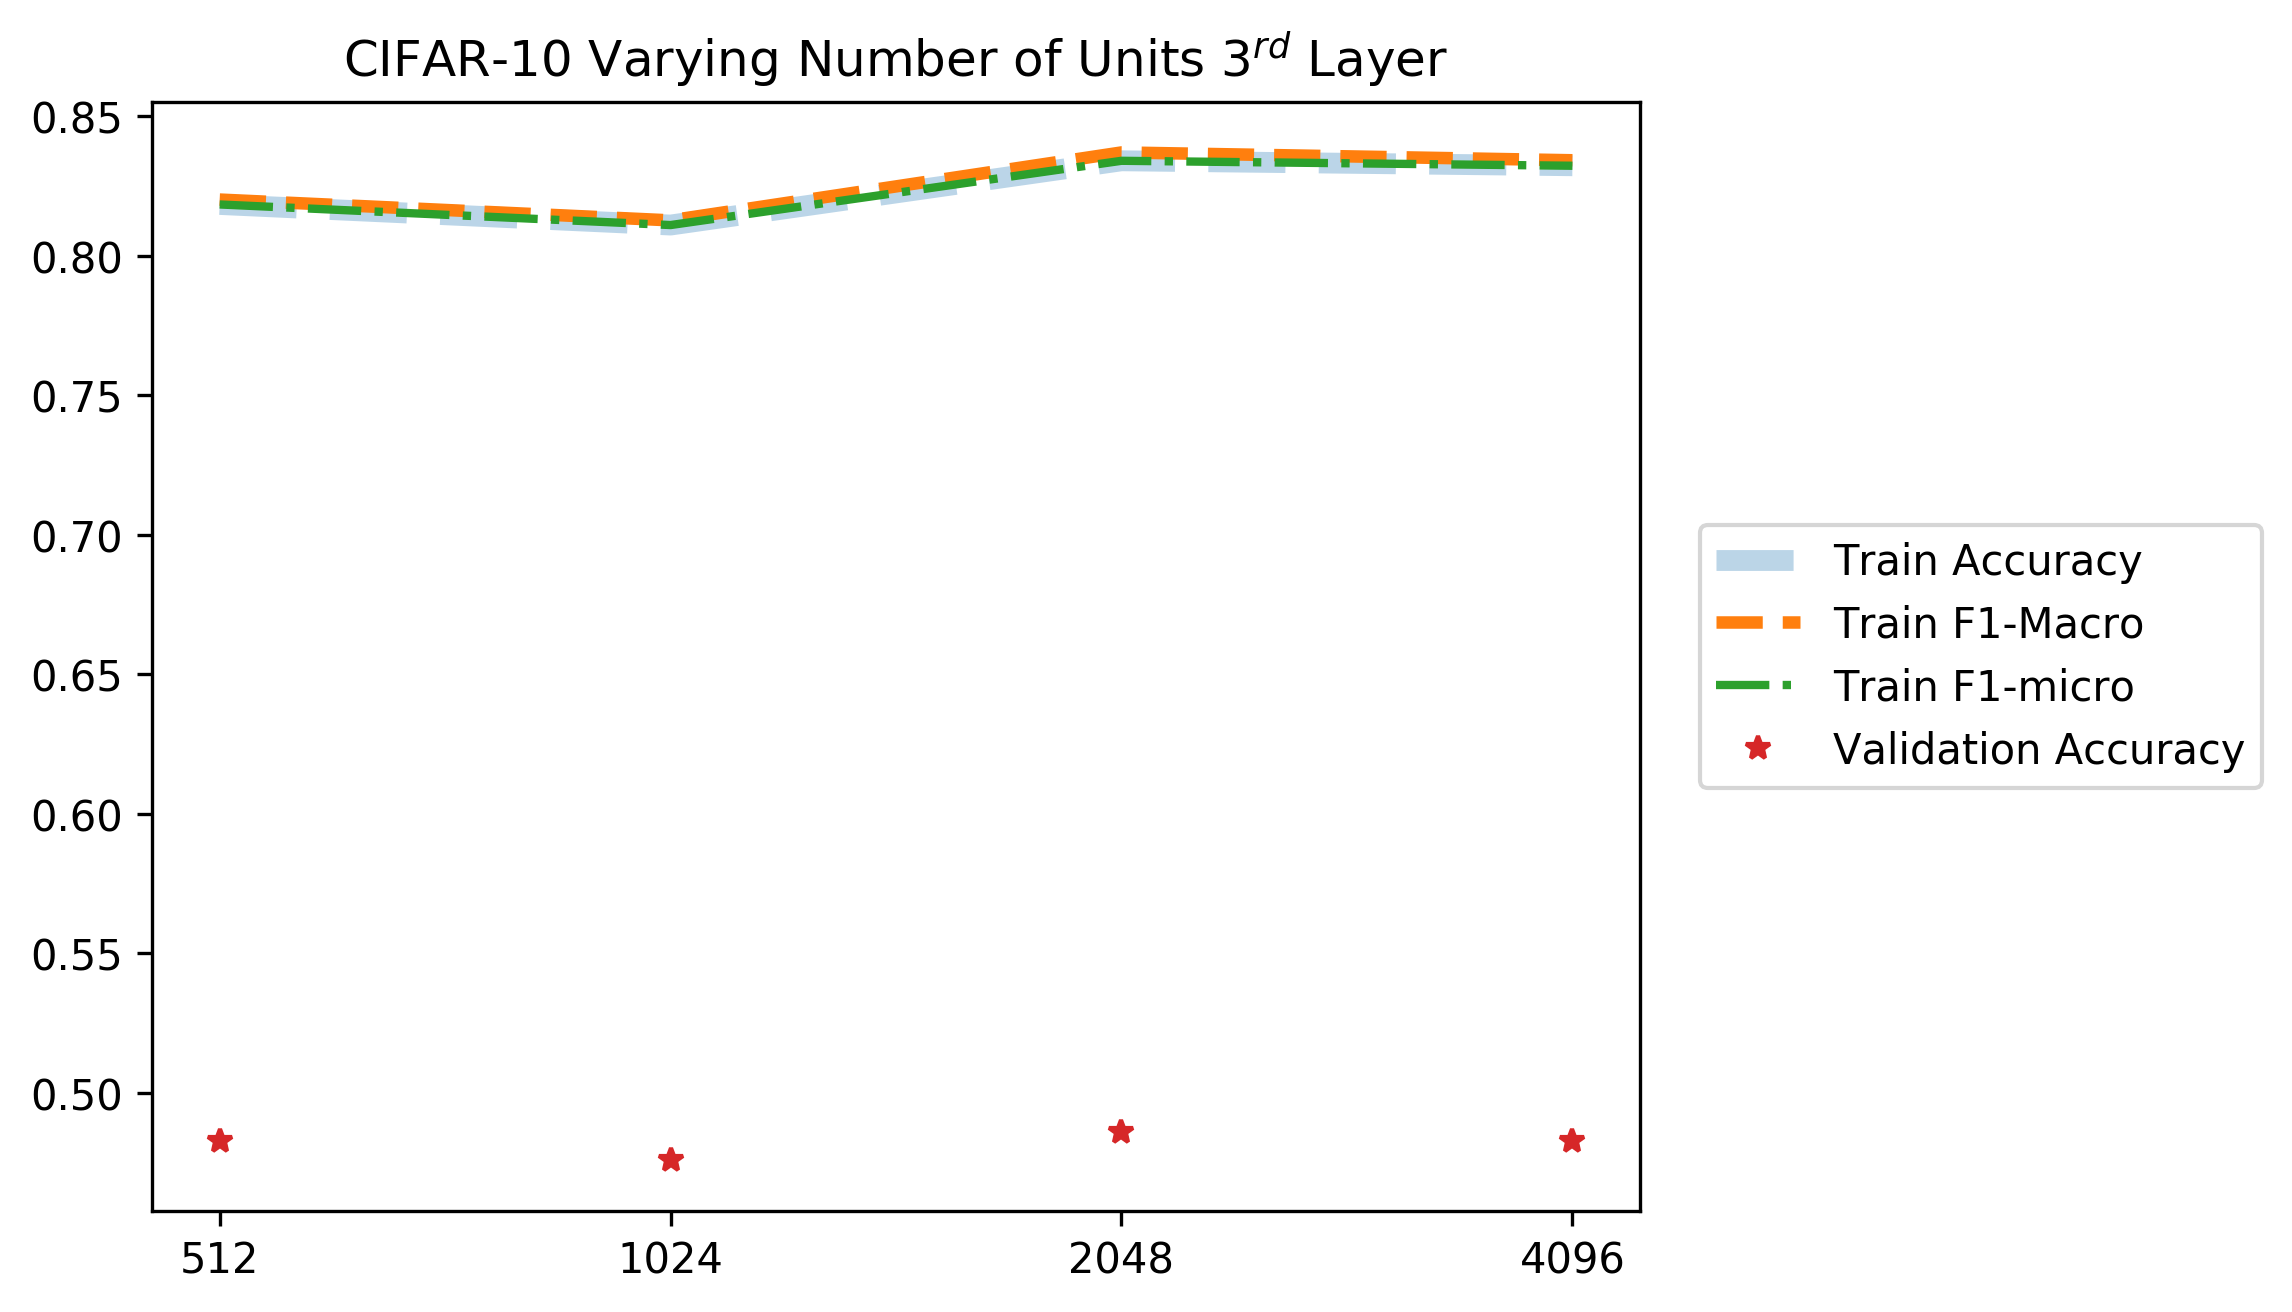 CIFAR-10 Varying Number of Units 3rd Layer
0.85
0.80
0.75
0.70
0.65
0.60
0.55
0.50
512 1024 2048 4096
Train Accuracy
Train F1-Macro
Train F1-micro
Validation Accuracy